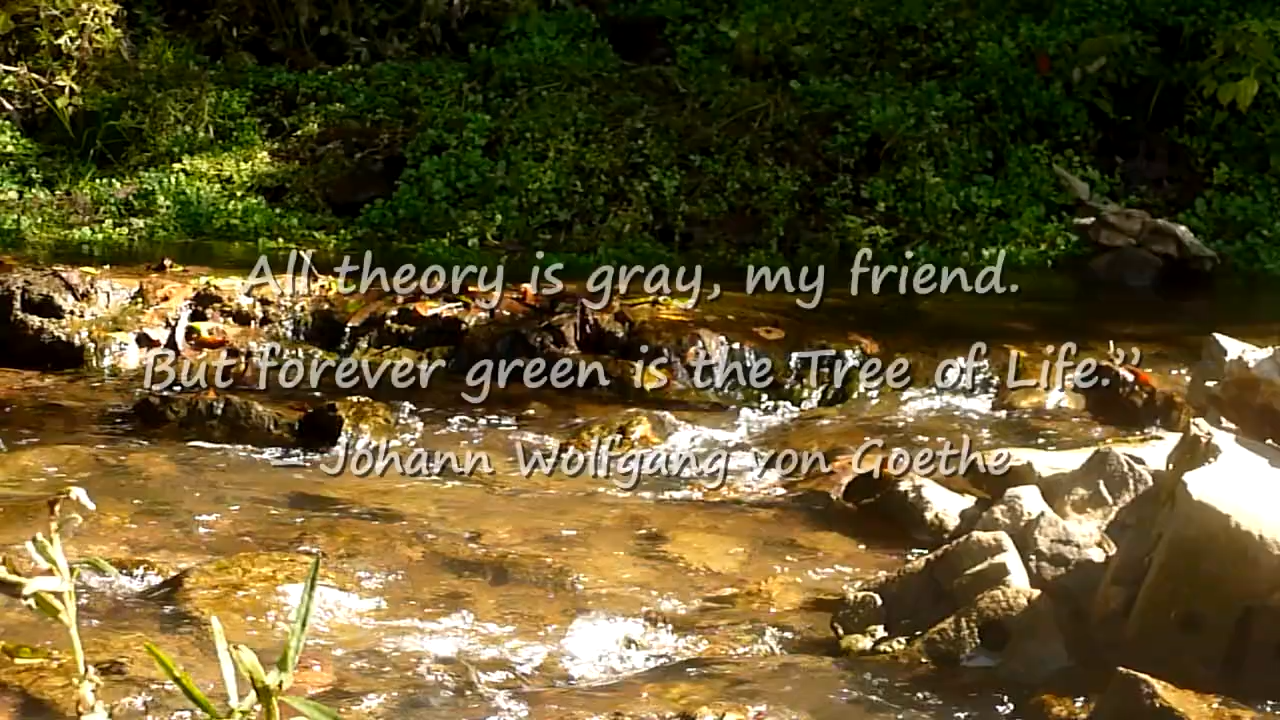 All theory is gray, my friend.
But forever green is the Tree of Life.”
– Johann Wolfgang von Goethe